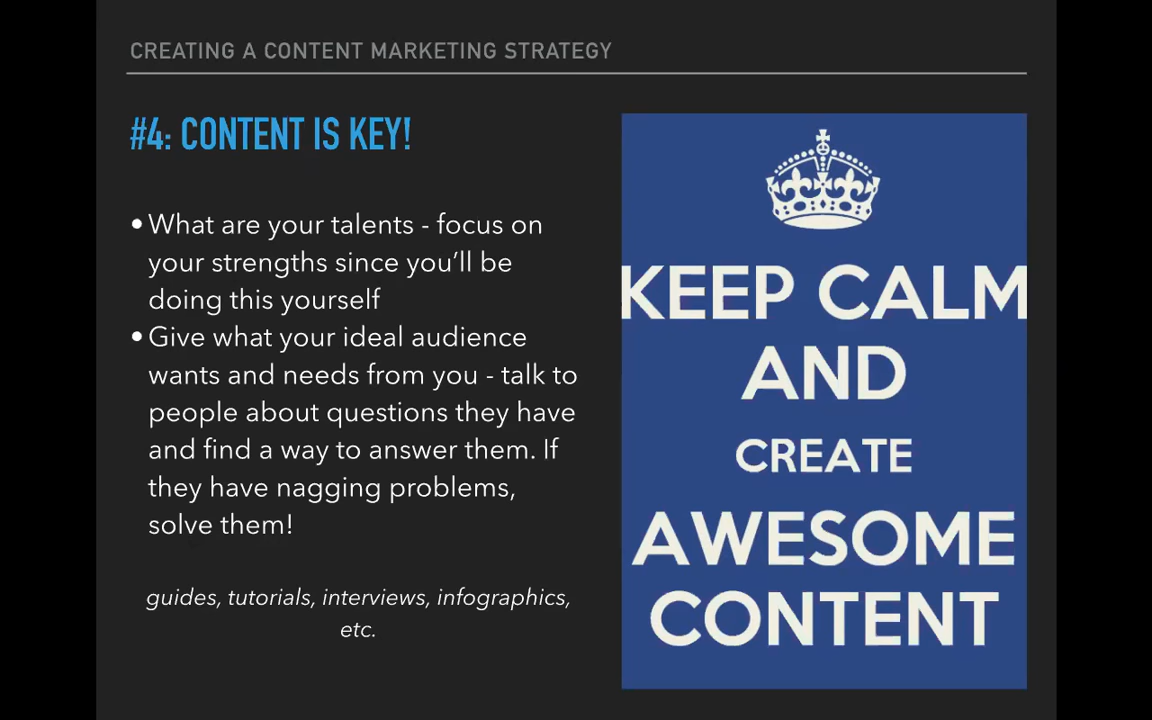 CREATING A CONTENT MARKETING STRATEGY
#4: CONTENT IS KEY!
•What are your talents - focus on
your strengths since you’ll be
doing this yourself
•Give what your ideal audience
wants and needs from you - talk to
people about questions they have
and find a way to answer them. If
they have nagging problems,
solve them!
guides, tutorials, interviews, infographics,
etc.
KEEP CALM
AND
CREATE
AWESOME
CONTENT